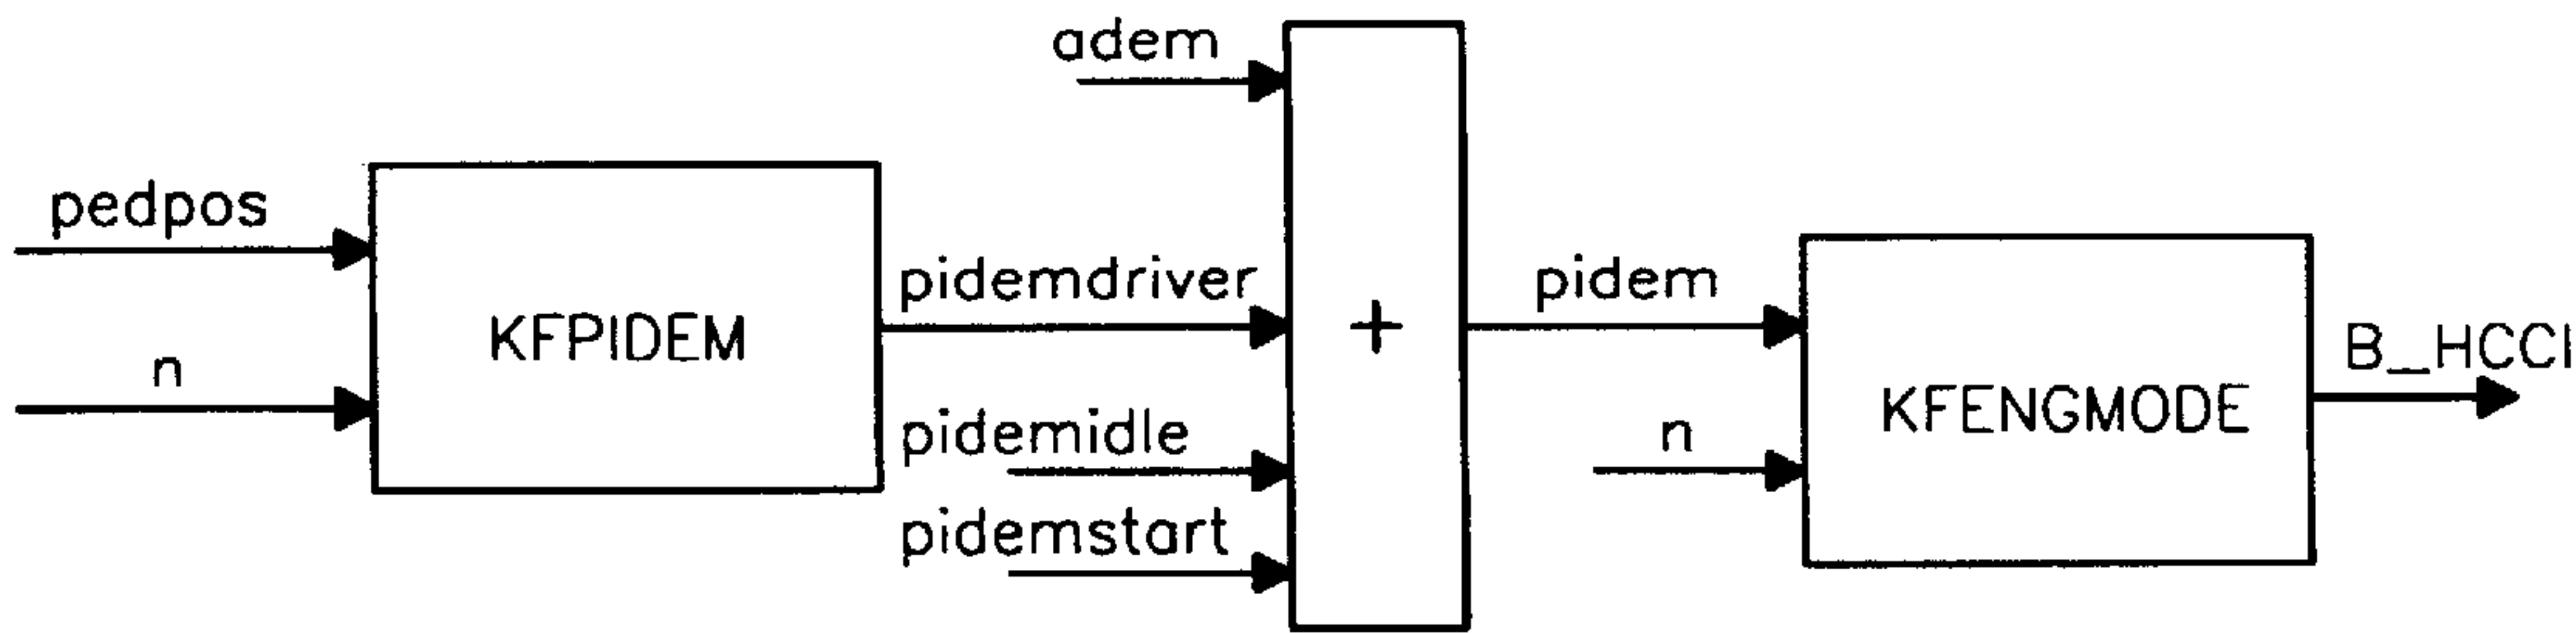 adem
pedpos
n
KFPIDEM
pidemdriver
pidemidle
pidemstart
+
pidem
n
KFENGMODE
B_HCCI